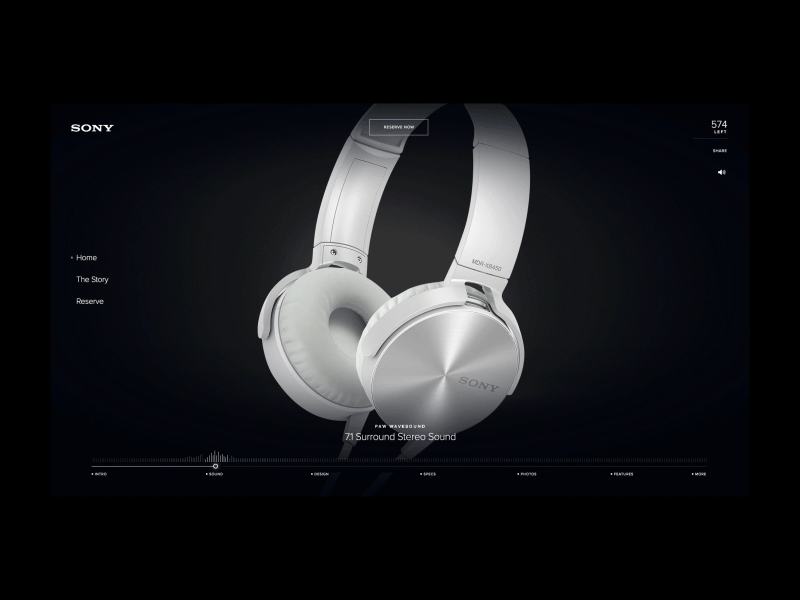 SONY
RESERVE NOW
574
LEFT
SHARE
Home
The Story
Reserve
MDR-XB450
SONY
PAW WAVESOUND
7.1 Surround Stereo Sound
INTRO
SOUND
DESIGN
SPECS
PHOTOS
FEATURES
MORE